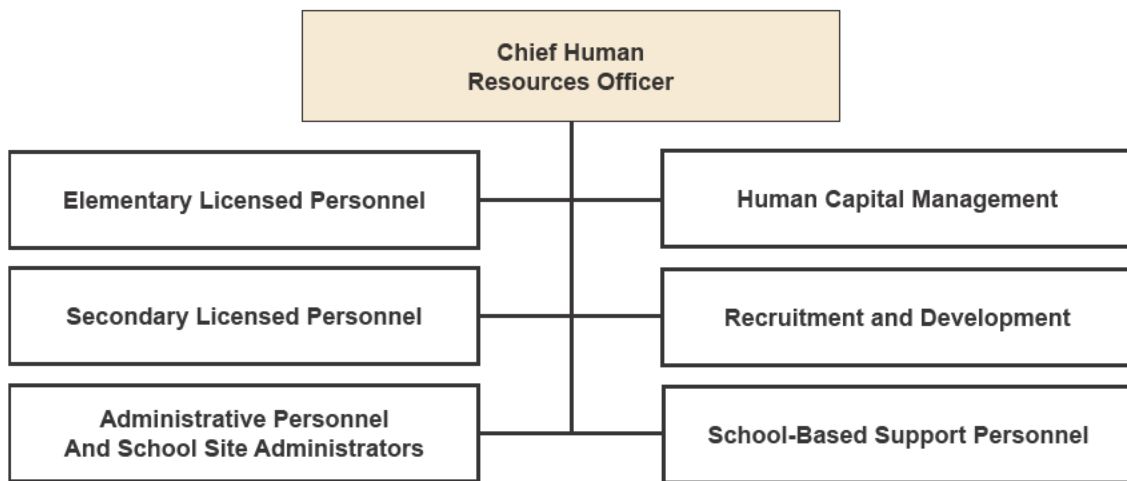 Chief Human
Resources Officer
Elementary Licensed Personnel
Human Capital Management
Secondary Licensed Personnel
Recruitment and Development
Administrative Personnel
And School Site Administrators
School-Based Support Personnel